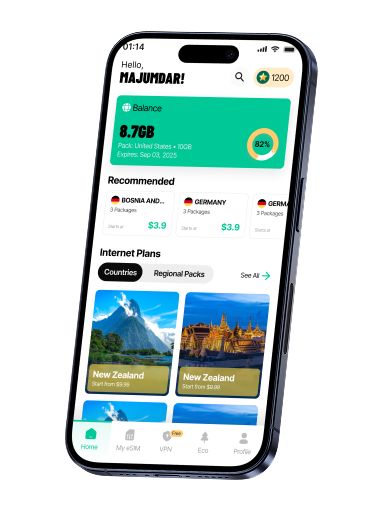 01:14
Hello,
MAJUMDAR!
1200
Balance
8.7GB
Pack: United States • 10GB
Expires: Sep 03, 2025
82%
Recommended
BOSNIA AND...
3 Packages
Starts at
$3.9
GERMANY
3 Packages
Starts at
$3.9
GERMA
3 Packages
Starts at
Internet Plans
Countries
Regional Packs
See All
New Zealand
Start from $9.99
New Zealand
Start from $9.99
Home
My eSIM
Free
VPN
Eco
Profile